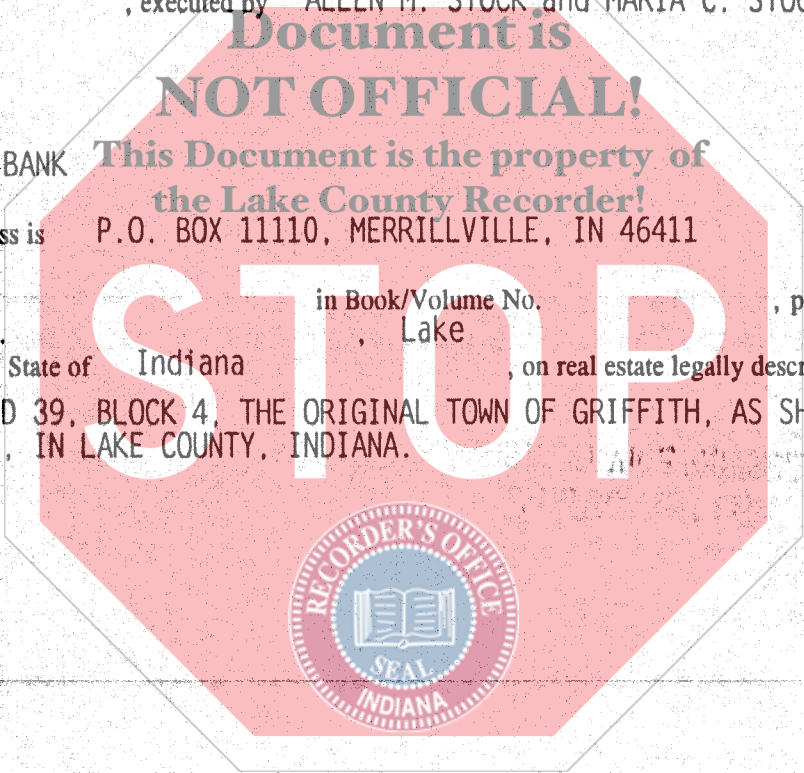 , executed by ALLEN M. STOCK and MARIA C. STOC
Document is
NOT OFFICIAL!
This Document is the property of
BANK
the Lake County Recorder!
ss is P.O. BOX 11110, MERRILLVILLE, IN 46411
STOP
in Book/Volume No. , p
, Lake
State of Indiana , on real estate legally descr
D 39, BLOCK 4, THE ORIGINAL TOWN OF GRIFFITH, AS SH
, IN LAKE COUNTY, INDIANA.
RECORDER'S OFFICE
SEAL
INDIANA